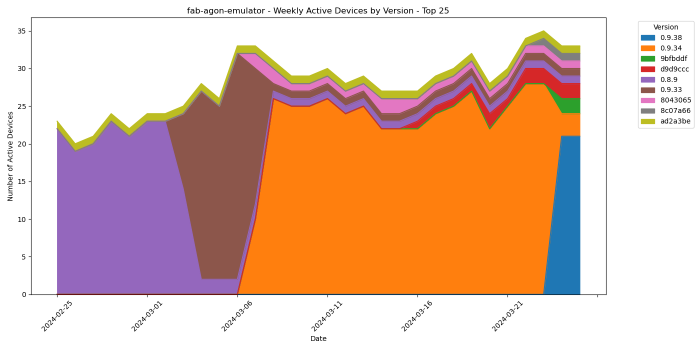 fab-agon-emulator - Weekly Active Devices by Version - Top 25
Number of Active Devices
35
30
25
20
15
10
5
0
2024-02-25
2024-03-01
2024-03-06
2024-03-11
2024-03-16
2024-03-21
Date
Version
0.9.38
0.9.34
9bfbddf
d9d9ccc
0.8.9
0.9.33
8043065
8c07a66
ad2a3be